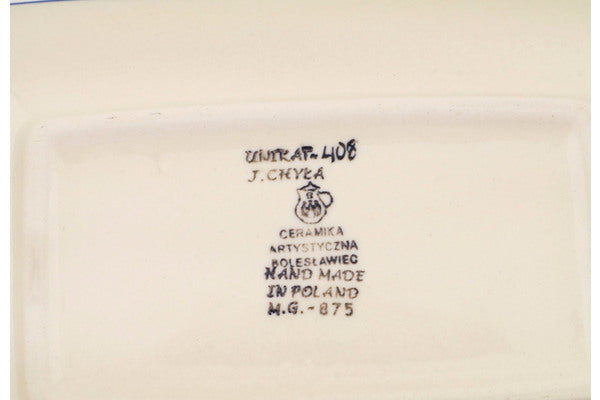 UNIKAT-408
J. CHYŁA
CERAMIKA
ARTYSTYCZNA
BOLESŁAWIEC
HAND MADE
IN POLAND
M.G.-875